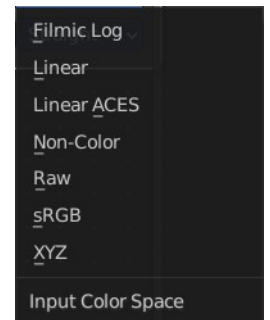 Filmic Log
Linear
Linear ACES
Non-Color
Raw
sRGB
XYZ
Input Color Space